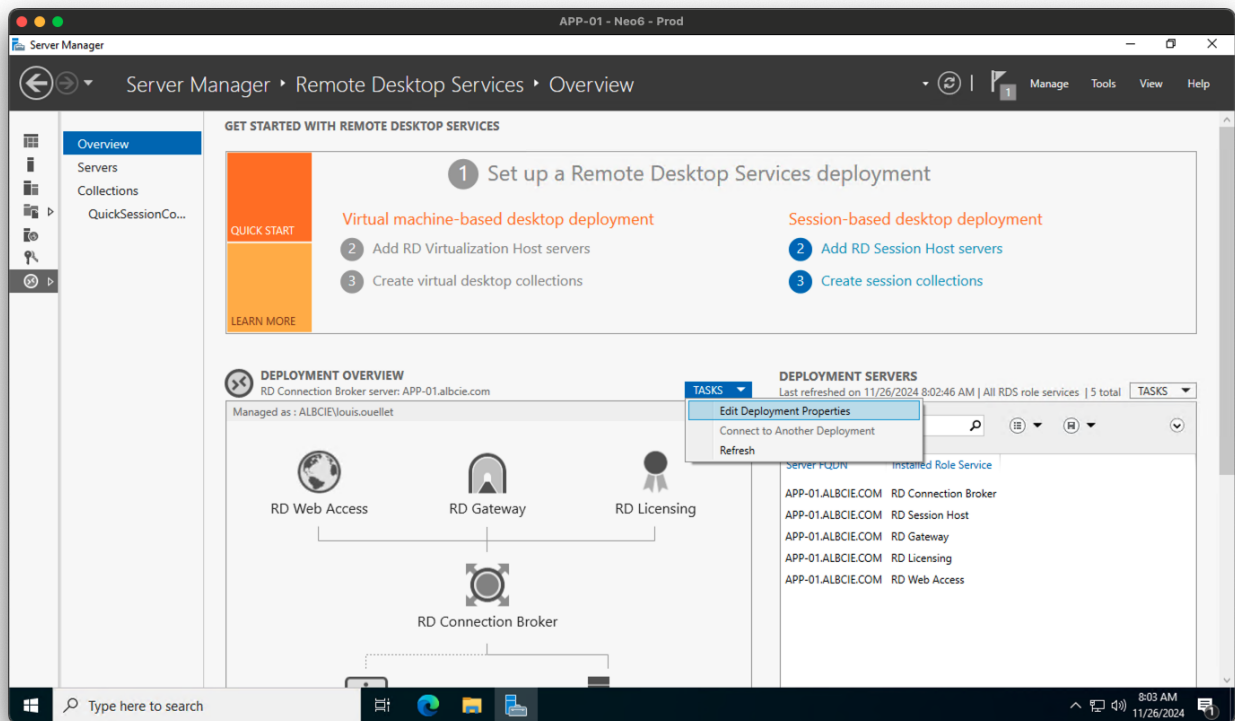 APP-01 - Neo6 - Prod
Server Manager
Server Manager ‣ Remote Desktop Services ‣ Overview
1
Manage
Tools
View
Help
Overview
Servers
Collections
QuickSessionCo...
GET STARTED WITH REMOTE DESKTOP SERVICES
QUICK START
LEARN MORE
1 Set up a Remote Desktop Services deployment
Virtual machine-based desktop deployment
2 Add RD Virtualization Host servers
3 Create virtual desktop collections
Session-based desktop deployment
2 Add RD Session Host servers
3 Create session collections
DEPLOYMENT OVERVIEW
RD Connection Broker server: APP-01.albcie.com
TASKS
Managed as : ALBCIE\louis.ouellet
Edit Deployment Properties
Connect to Another Deployment
Refresh
RD Web Access
RD Gateway
RD Licensing
RD Connection Broker
DEPLOYMENT SERVERS
Last refreshed on 11/26/2024 8:02:46 AM | All RDS role services | 5 total
TASKS
Server FQDN Installed Role Service
APP-01.ALBCIE.COM RD Connection Broker
APP-01.ALBCIE.COM RD Session Host
APP-01.ALBCIE.COM RD Gateway
APP-01.ALBCIE.COM RD Licensing
APP-01.ALBCIE.COM RD Web Access
Type here to search
8:03 AM
11/26/2024
1